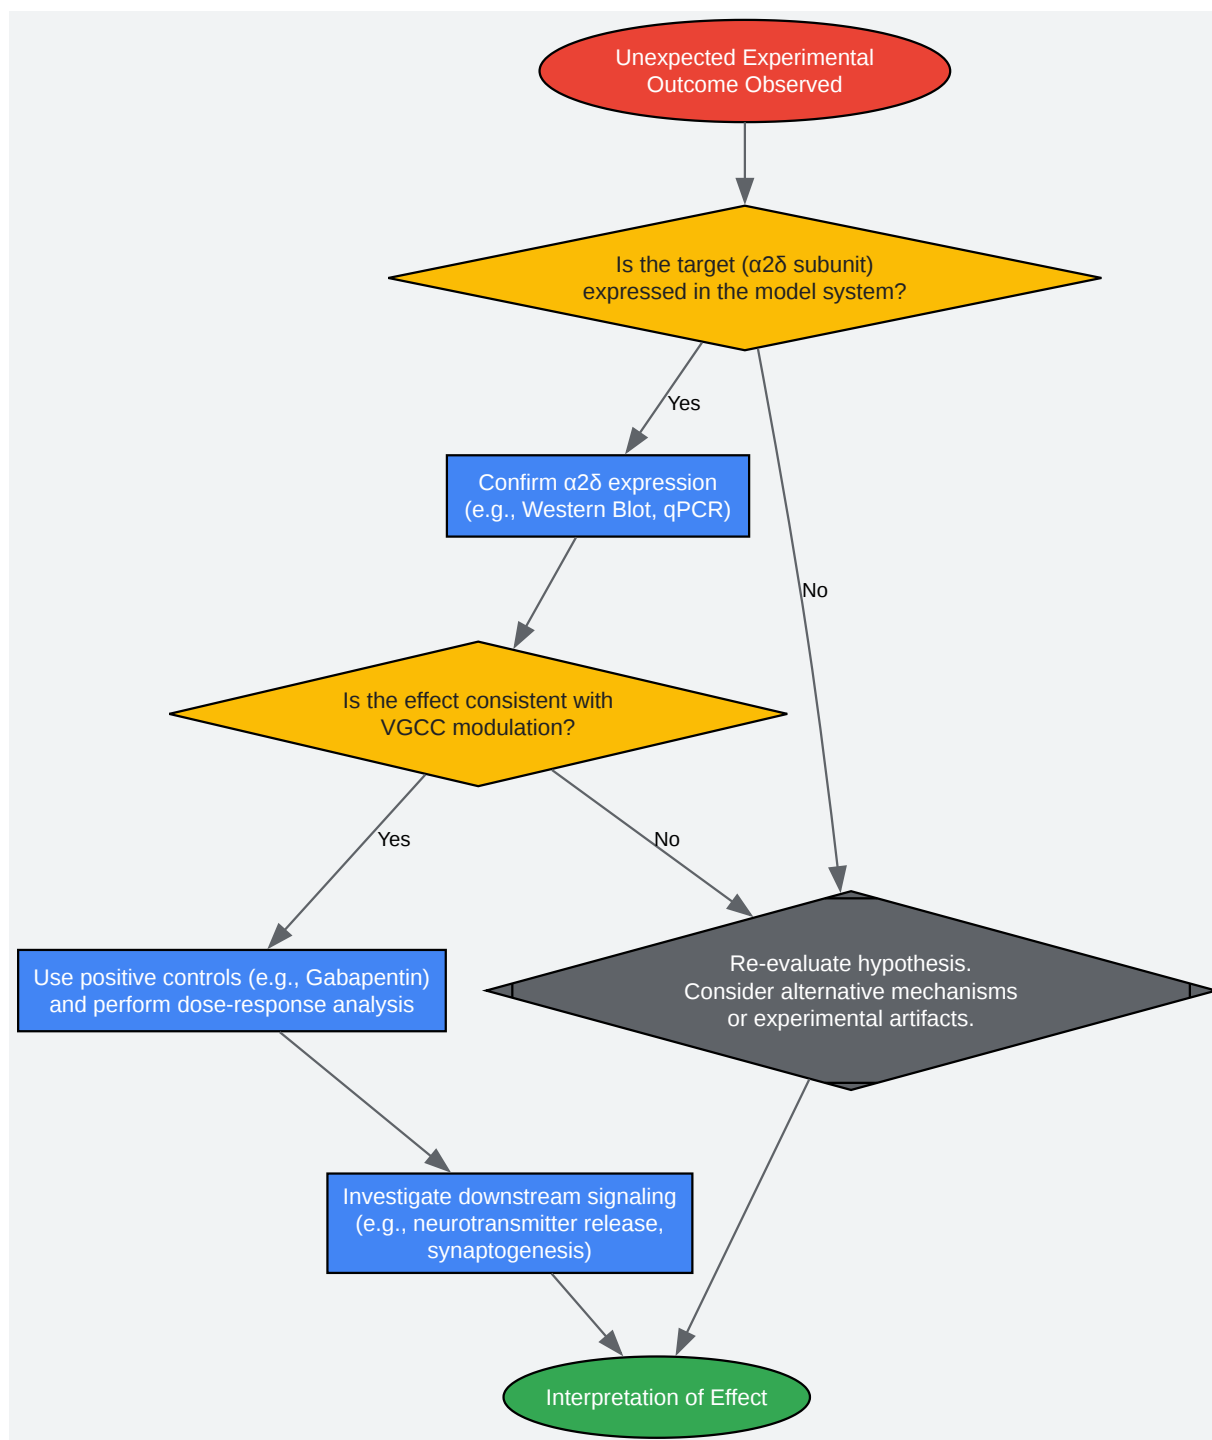 Unexpected Experimental
Outcome Observed
Is the target (α2δ subunit)
expressed in the model system?
Yes
Confirm α2δ expression
(e.g., Western Blot, qPCR)
No
Is the effect consistent with
VGCC modulation?
Yes
No
Use positive controls (e.g., Gabapentin)
and perform dose-response analysis
Re-evaluate hypothesis.
Consider alternative mechanisms
or experimental artifacts.
Investigate downstream signaling
(e.g., neurotransmitter release,
synaptogenesis)
Interpretation of Effect